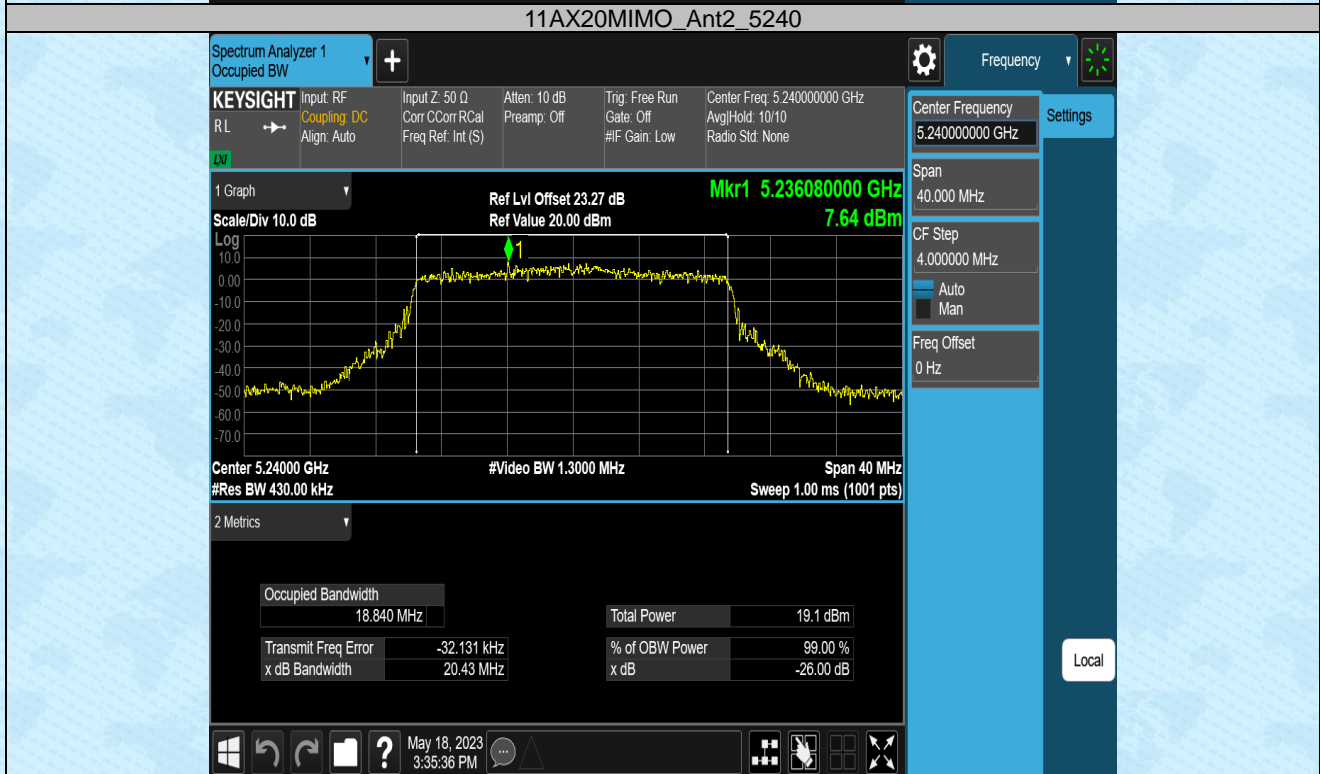 11AX20MIMO_Ant2_5240
Spectrum Analyzer 1
Occupied BW
+
Frequency
KEYSIGHT
RL
LXI
Input: RF
Coupling: DC
Align: Auto
Input Z: 50 Ω
Corr CCorr RCal
Freq Ref: Int (S)
Atten: 10 dB
Preamp: Off
Trig: Free Run
Gate: Off
#IF Gain: Low
Center Freq: 5.240000000 GHz
Avg|Hold: 10/10
Radio Std: None
Center Frequency
5.240000000 GHz
Settings
Span
40.000 MHz
CF Step
4.000000 MHz
Auto
Man
Freq Offset
0 Hz
1 Graph
Scale/Div 10.0 dB
Ref Lvl Offset 23.27 dB
Ref Value 20.00 dBm
Mkr1 5.236080000 GHz
7.64 dBm
Log
1
10.0
0.00
-10.0
-20.0
-30.0
-40.0
-50.0
-60.0
-70.0
Center 5.24000 GHz
#Video BW 1.3000 MHz
Span 40 MHz
#Res BW 430.00 kHz
Sweep 1.00 ms (1001 pts)
2 Metrics
Occupied Bandwidth
18.840 MHz
Total Power 19.1 dBm
Transmit Freq Error -32.131 kHz
% of OBW Power 99.00 %
x dB Bandwidth 20.43 MHz
x dB -26.00 dB
Local
?
May 18, 2023
3:35:36 PM